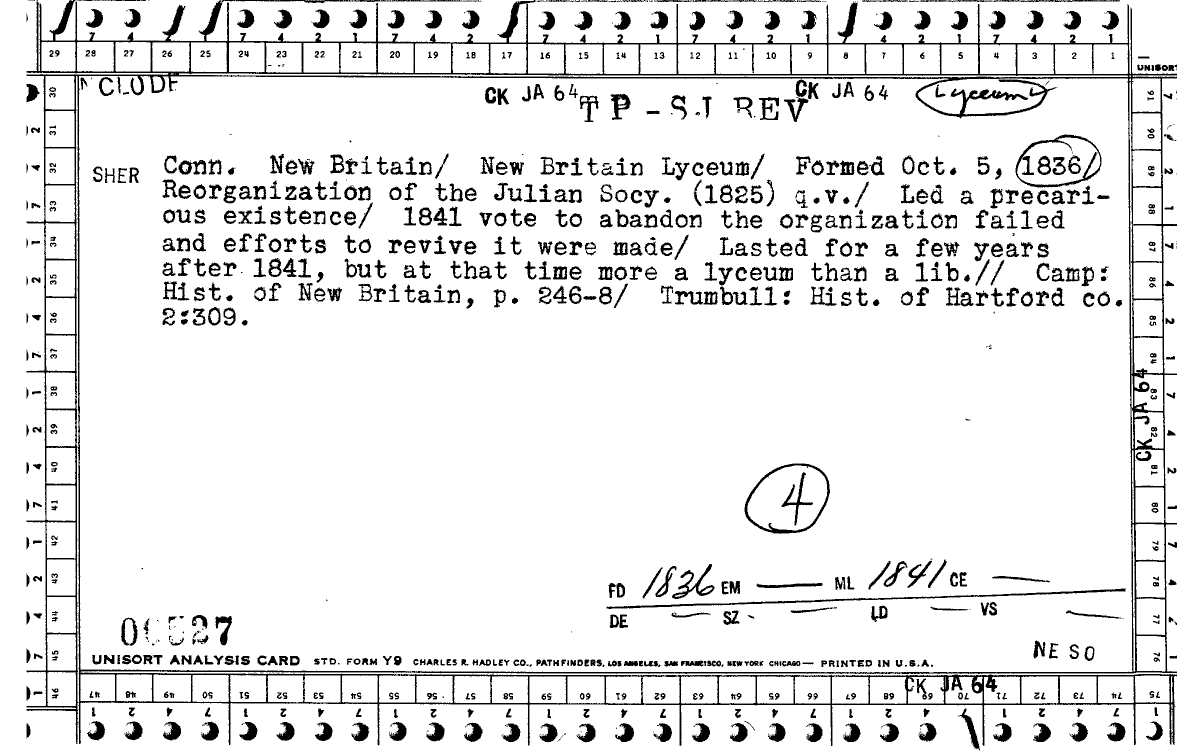 7 4 2 1 7 4 2 1 7 4 2 1 7 4 2 1 7 4 2 1 7 4 2 1 7 4 2 1
29 28 27 26 25 24 23 22 21 20 19 18 17 16 15 14 13 12 11 10 9 8 7 6 5 4 3 2 1
UNISORT
CLODE
CK JA 64
TP - SJ REV
CK JA 64
Lyceum
SHER
Conn. New Britain/ New Britain Lyceum/ Formed Oct. 5, 1836/
Reorganization of the Julian Socy. (1825) q.v./ Led a precari-
ous existence/ 1841 vote to abandon the organization failed
and efforts to revive it were made/ Lasted for a few years
after 1841, but at that time more a lyceum than a lib.// Camp:
Hist. of New Britain, p. 246-8/ Trumbull: Hist. of Hartford co.
2:309.
30 31 32 33 34 35 36 37 38 39 40 41 42 43 44 45 46
91 90 89 88 87 86 85 84 83 82 81 80 79 78 77 76 75
CK JA 64
4
FD 1836 EM — ML 1841 CE —
DE — SZ - — LD — VS —
NE SO
UNISORT ANALYSIS CARD STD. FORM Y9 CHARLES R. HADLEY CO., PATHFINDERS, LOS ANGELES, SAN FRANCISCO, NEW YORK CHICAGO — PRINTED IN U.S.A.
CK JA 64
47 48 49 50 51 52 53 54 55 56 57 58 59 60 61 62 63 64 65 66 67 68 69 70 71 72 73 74
1 2 4 7 1 2 4 7 1 2 4 7 1 2 4 7 1 2 4 7 1 2 4 7 1 2 4 7